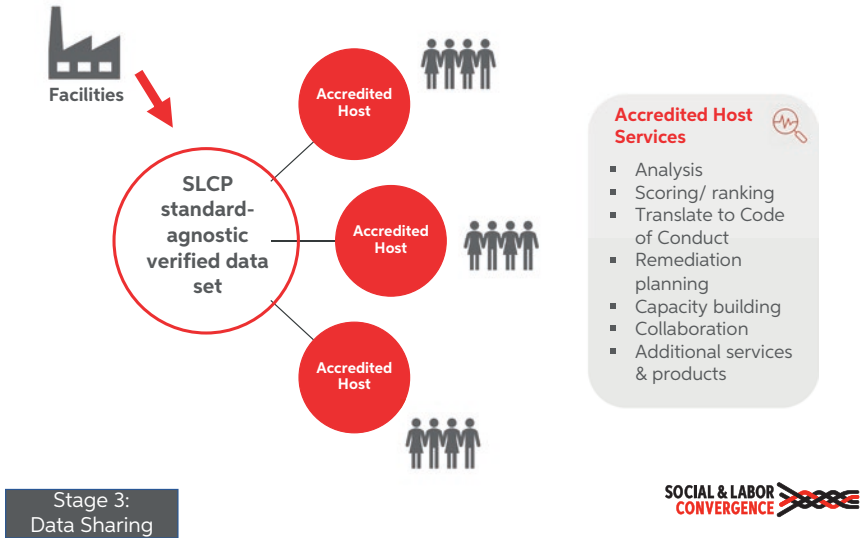 Facilities
Accredited
Host
SLCP
standard-
agnostic
verified data
set
Accredited
Host
Accredited
Host
Accredited Host
Services
▪ Analysis
▪ Scoring/ ranking
▪ Translate to Code
of Conduct
▪ Remediation
planning
▪ Capacity building
▪ Collaboration
▪ Additional services
& products
Stage 3:
Data Sharing
SOCIAL & LABOR
CONVERGENCE